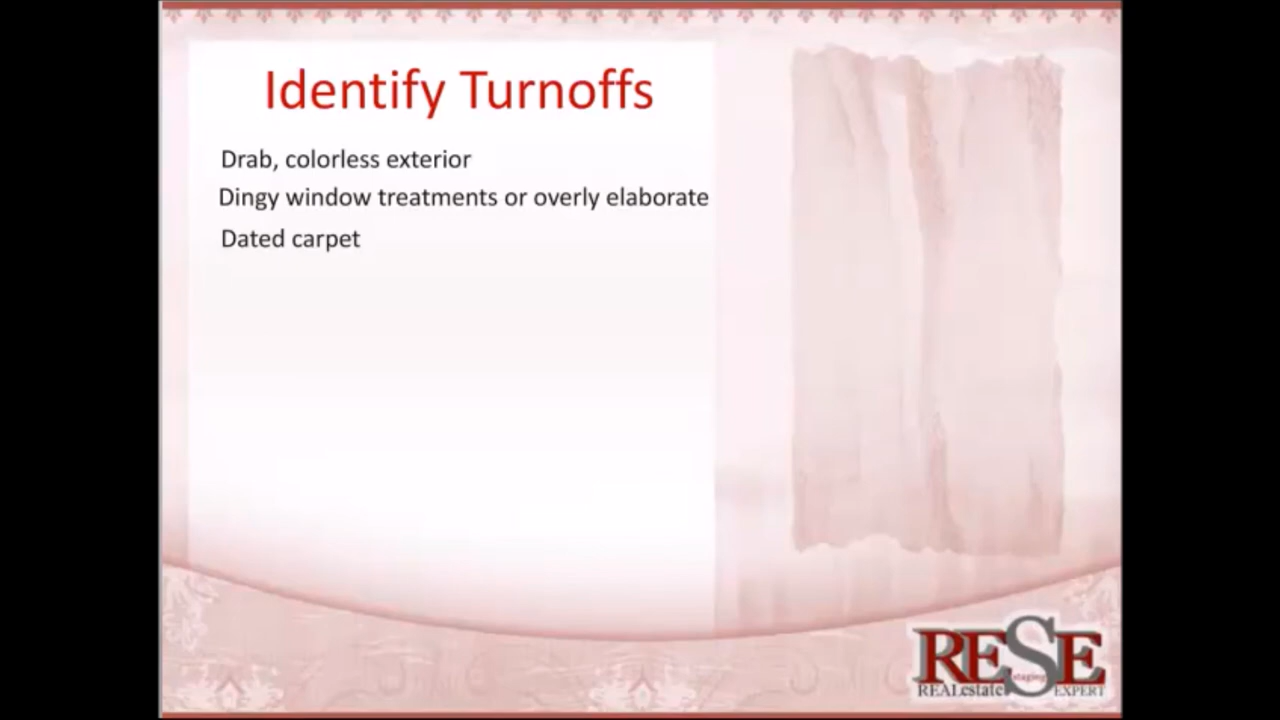 Identify Turnoffs
Drab, colorless exterior
Dingy window treatments or overly elaborate
Dated carpet
RESE
REALestate staging EXPERT